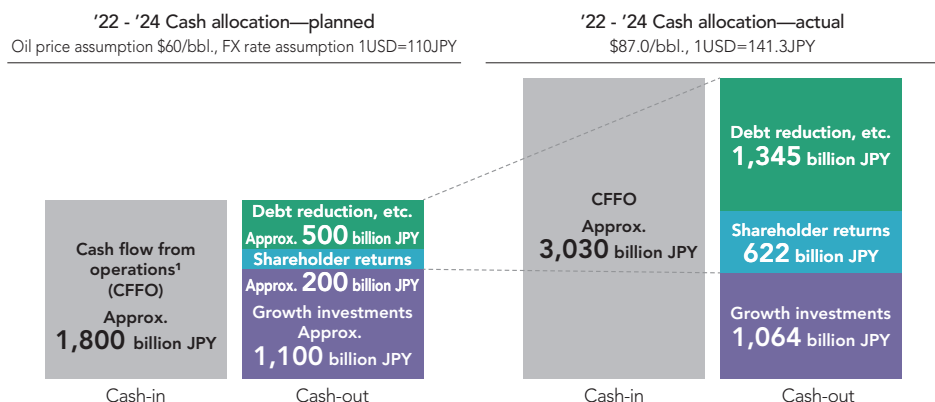 '22 - '24 Cash allocation—planned
Oil price assumption $60/bbl., FX rate assumption 1USD=110JPY
Cash flow from
operations¹
(CFFO)
Approx.
1,800 billion JPY
Cash-in
Debt reduction, etc.
Approx. 500 billion JPY
Shareholder returns
Approx. 200 billion JPY
Growth investments
Approx.
1,100 billion JPY
Cash-out
'22 - '24 Cash allocation—actual
$87.0/bbl., 1USD=141.3JPY
CFFO
Approx.
3,030 billion JPY
Cash-in
Debt reduction, etc.
1,345 billion JPY
Shareholder returns
622 billion JPY
Growth investments
1,064 billion JPY
Cash-out